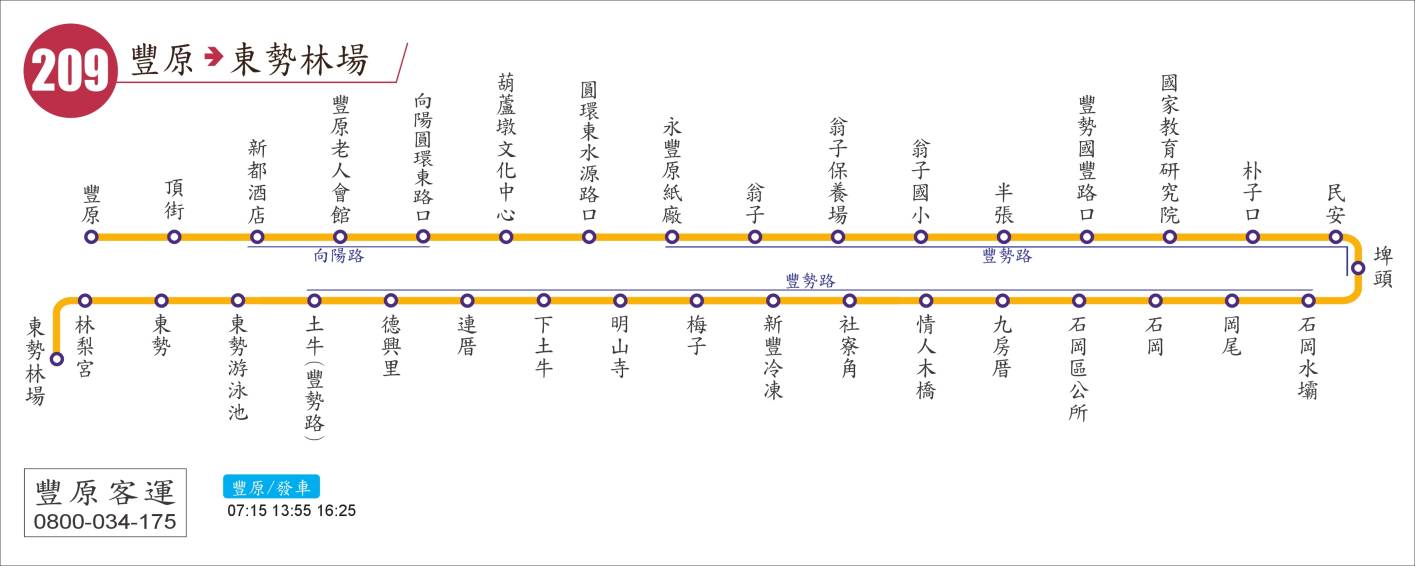 209 豐原➔東勢林場
豐原
頂街
新都酒店
豐原老人會館
向陽圓環東路口
葫蘆墩文化中心
圓環東水源路口
永豐原紙廠
翁子
翁子保養場
翁子國小
半張
豐勢國豐路口
國家教育研究院
朴子口
民安
向陽路
豐勢路
埤頭
豐勢路
石岡水壩
岡尾
石岡
石岡區公所
九房厝
情人木橋
社寮角
新豐冷凍
梅子
明山寺
下土牛
連厝
德興里
土牛(豐勢路)
東勢游泳池
東勢
林梨宮
東勢林場
豐原客運
0800-034-175
豐原/發車
07:15 13:55 16:25